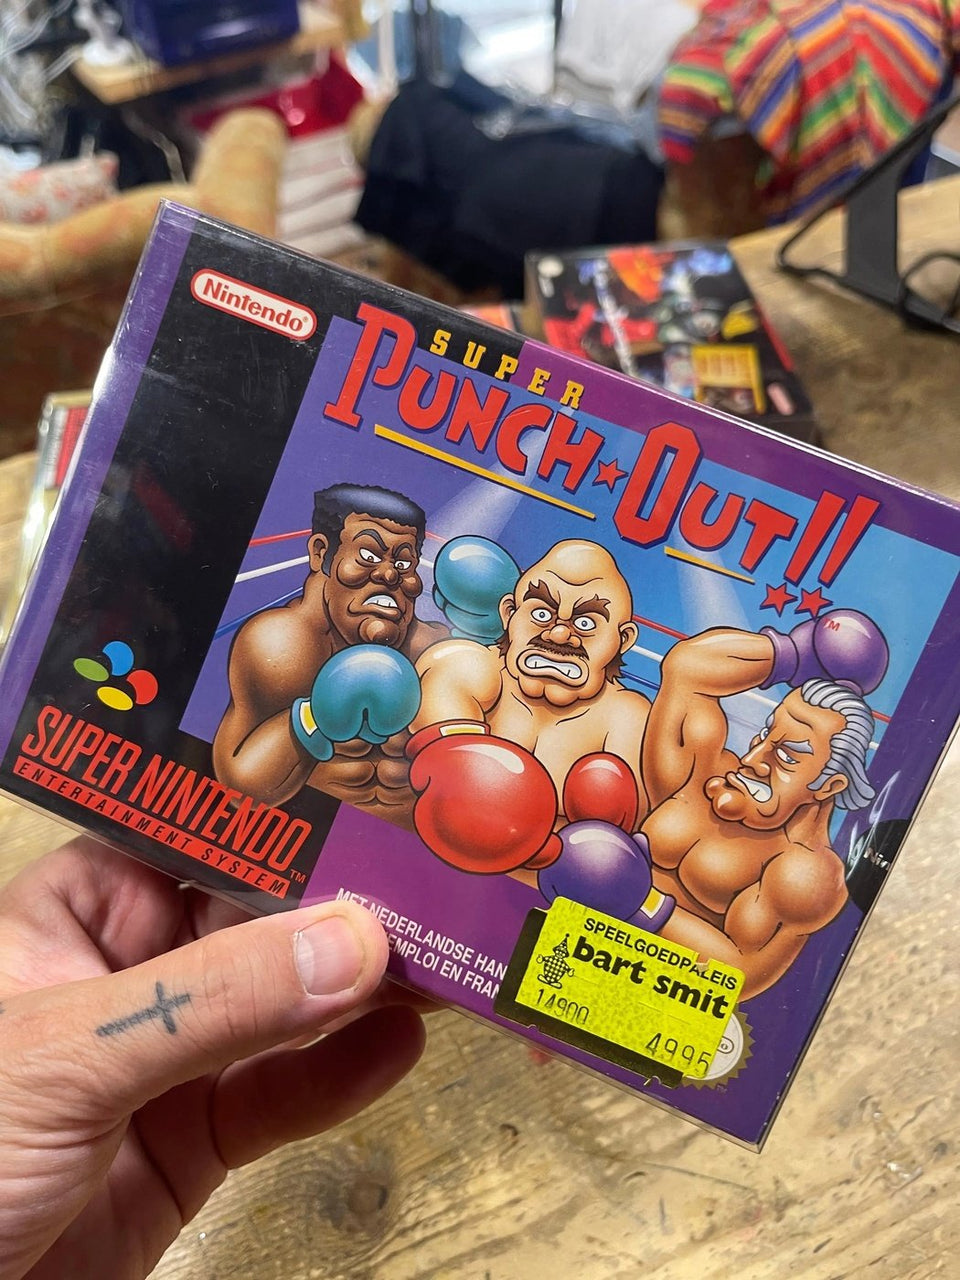 Nintendo®
SUPER
PUNCH-OUT!!
TM
SUPER NINTENDO
TM
ENTERTAINMENT SYSTEM
MET NEDERLANDSE HAN
EMPLOI EN FRAN
SPEELGOEDPALEIS
bart smit
14900
4995